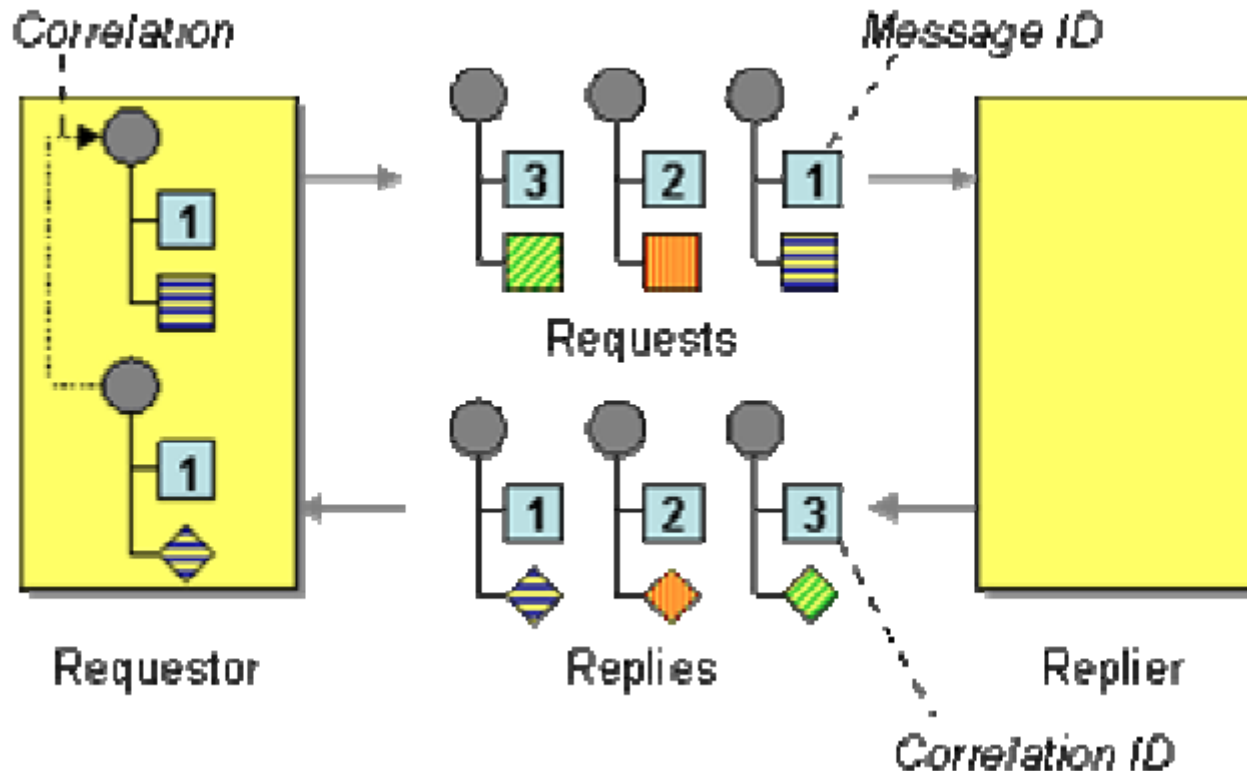 Correlation
Message ID
3 2 1
1
Requests
1
1 2 3
Requestor
Replies
Replier
Correlation ID